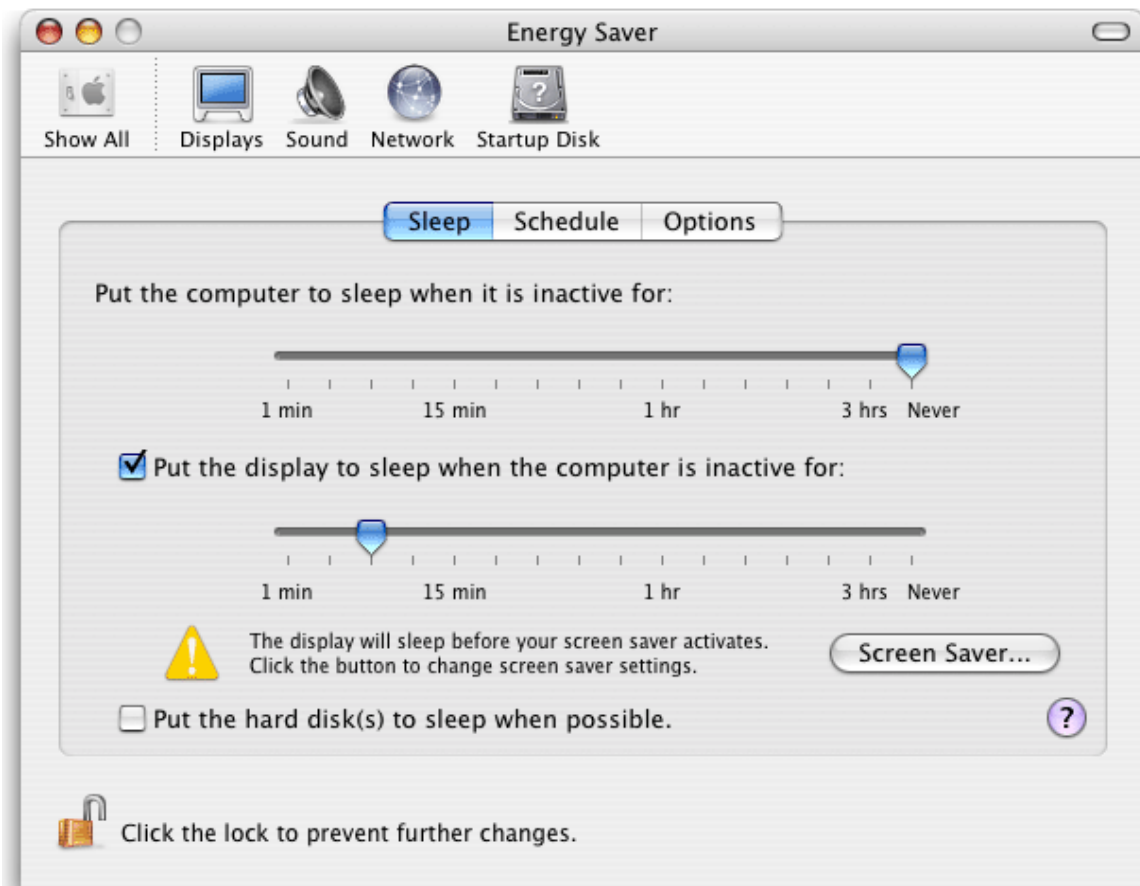 Energy Saver
Show All Displays Sound Network Startup Disk
Sleep Schedule Options
Put the computer to sleep when it is inactive for:
1 min 15 min 1 hr 3 hrs Never
Put the display to sleep when the computer is inactive for:
1 min 15 min 1 hr 3 hrs Never
The display will sleep before your screen saver activates.
Click the button to change screen saver settings.
Screen Saver...
Put the hard disk(s) to sleep when possible.
?
Click the lock to prevent further changes.